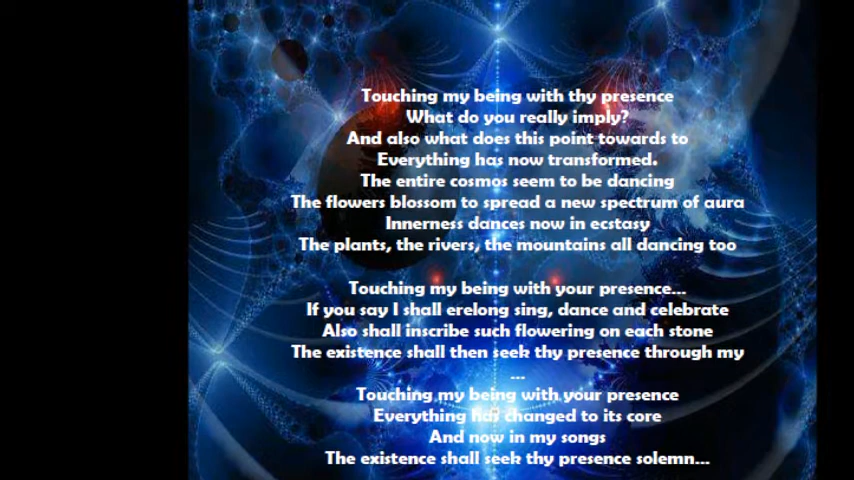 Touching my being with thy presence
What do you really imply?
And also what does this point towards to
Everything has now transformed.
The entire cosmos seem to be dancing
The flowers blossom to spread a new spectrum of aura
Innerness dances now in ecstasy
The plants, the rivers, the mountains all dancing too
Touching my being with your presence...
If you say I shall erelong sing, dance and celebrate
Also shall inscribe such flowering on each stone
The existence shall then seek thy presence through my
...
Touching my being with your presence
Everything has changed to its core
And now in my songs
The existence shall seek thy presence solemn...